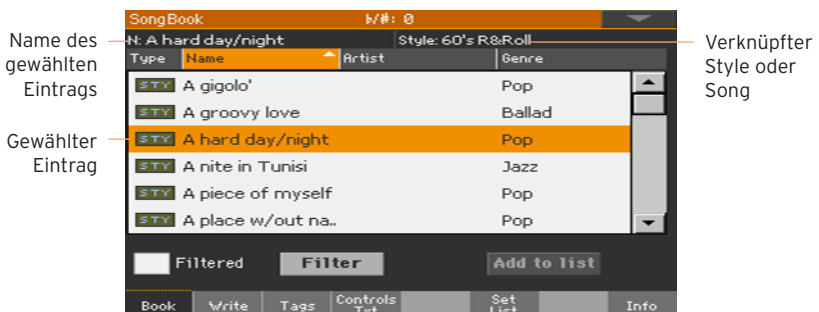 SongBook ♭/#: 0
Name des gewählten Eintrags
N: A hard day/night Style: 60's R&Roll
Verknüpfter Style oder Song
Type Name Artist Genre
STY A gigolo' Pop
STY A groovy love Ballad
Gewählter Eintrag
STY A hard day/night Pop
STY A nite in Tunisi Jazz
STY A piece of myself Pop
STY A place w/out na.. Pop
Filtered Filter Add to list
Book Write Tags Controls Txt Set List Info